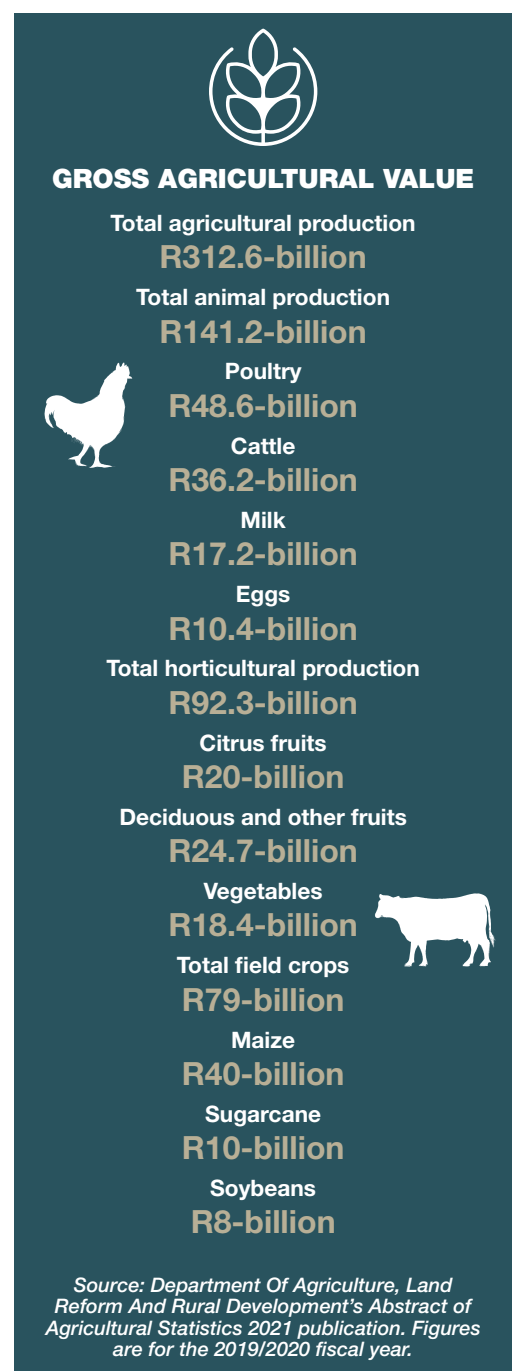 GROSS AGRICULTURAL VALUE
Total agricultural production
R312.6-billion
Total animal production
R141.2-billion
Poultry
R48.6-billion
Cattle
R36.2-billion
Milk
R17.2-billion
Eggs
R10.4-billion
Total horticultural production
R92.3-billion
Citrus fruits
R20-billion
Deciduous and other fruits
R24.7-billion
Vegetables
R18.4-billion
Total field crops
R79-billion
Maize
R40-billion
Sugarcane
R10-billion
Soybeans
R8-billion
Source: Department Of Agriculture, Land
Reform And Rural Development's Abstract of
Agricultural Statistics 2021 publication. Figures
are for the 2019/2020 fiscal year.